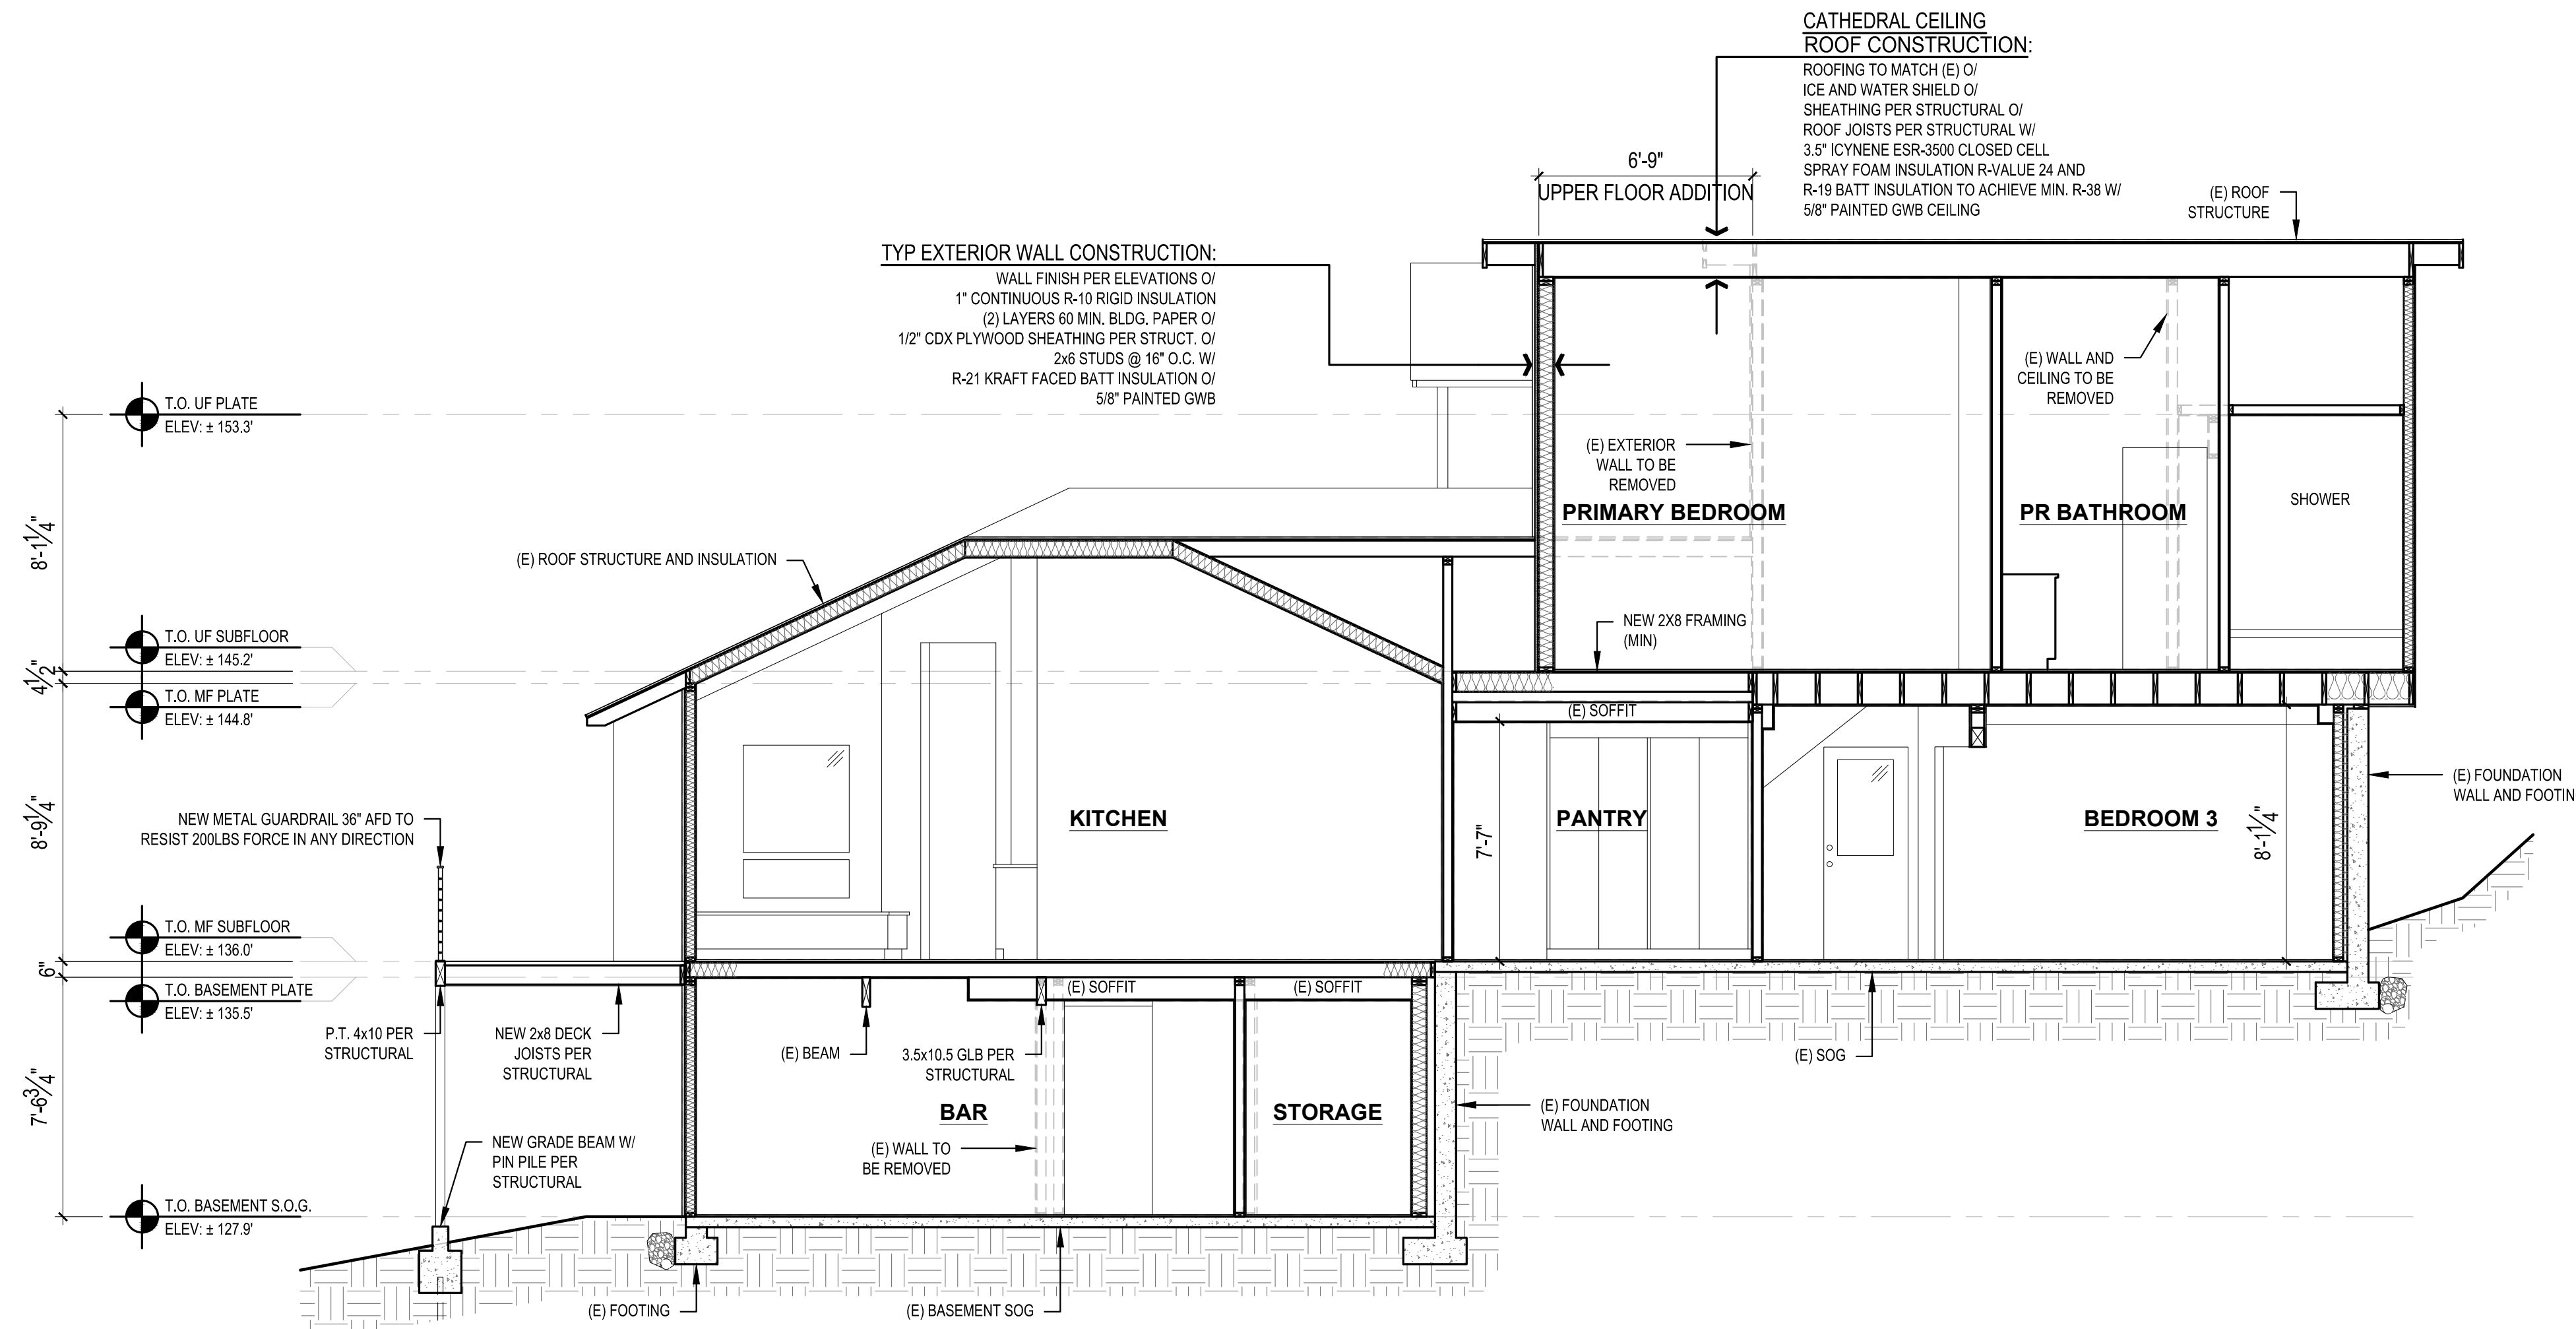 CATHEDRAL CEILING
ROOF CONSTRUCTION:
ROOFING TO MATCH (E) O/
ICE AND WATER SHIELD O/
SHEATHING PER STRUCTURAL O/
ROOF JOISTS PER STRUCTURAL W/
3.5" ICYNENE ESR-3500 CLOSED CELL
SPRAY FOAM INSULATION R-VALUE 24 AND
R-19 BATT INSULATION TO ACHIEVE MIN. R-38 W/
5/8" PAINTED GWB CEILING
6'-9"
UPPER FLOOR ADDITION
(E) ROOF
STRUCTURE
TYP EXTERIOR WALL CONSTRUCTION:
WALL FINISH PER ELEVATIONS O/
1" CONTINUOUS R-10 RIGID INSULATION
(2) LAYERS 60 MIN. BLDG. PAPER O/
1/2" CDX PLYWOOD SHEATHING PER STRUCT. O/
2x6 STUDS @ 16" O.C. W/
R-21 KRAFT FACED BATT INSULATION O/
5/8" PAINTED GWB
(E) WALL AND
CEILING TO BE
REMOVED
T.O. UF PLATE
ELEV: ± 153.3'
(E) EXTERIOR
WALL TO BE
REMOVED
PRIMARY BEDROOM
PR BATHROOM
SHOWER
8'-1 1/4"
(E) ROOF STRUCTURE AND INSULATION
NEW 2X8 FRAMING
(MIN)
T.O. UF SUBFLOOR
ELEV: ± 145.2'
4 1/2"
T.O. MF PLATE
ELEV: ± 144.8'
(E) SOFFIT
(E) FOUNDATION
WALL AND FOOTIN
8'-9 1/4"
NEW METAL GUARDRAIL 36" AFD TO
RESIST 200LBS FORCE IN ANY DIRECTION
KITCHEN
7'-7"
PANTRY
BEDROOM 3
8'-1 1/4"
T.O. MF SUBFLOOR
ELEV: ± 136.0'
6"
T.O. BASEMENT PLATE
ELEV: ± 135.5'
(E) SOFFIT
(E) SOFFIT
P.T. 4x10 PER
STRUCTURAL
NEW 2x8 DECK
JOISTS PER
STRUCTURAL
(E) BEAM
3.5x10.5 GLB PER
STRUCTURAL
(E) SOG
7'-6 3/4"
BAR
STORAGE
(E) FOUNDATION
WALL AND FOOTING
NEW GRADE BEAM W/
PIN PILE PER
STRUCTURAL
(E) WALL TO
BE REMOVED
T.O. BASEMENT S.O.G.
ELEV: ± 127.9'
(E) FOOTING
(E) BASEMENT SOG